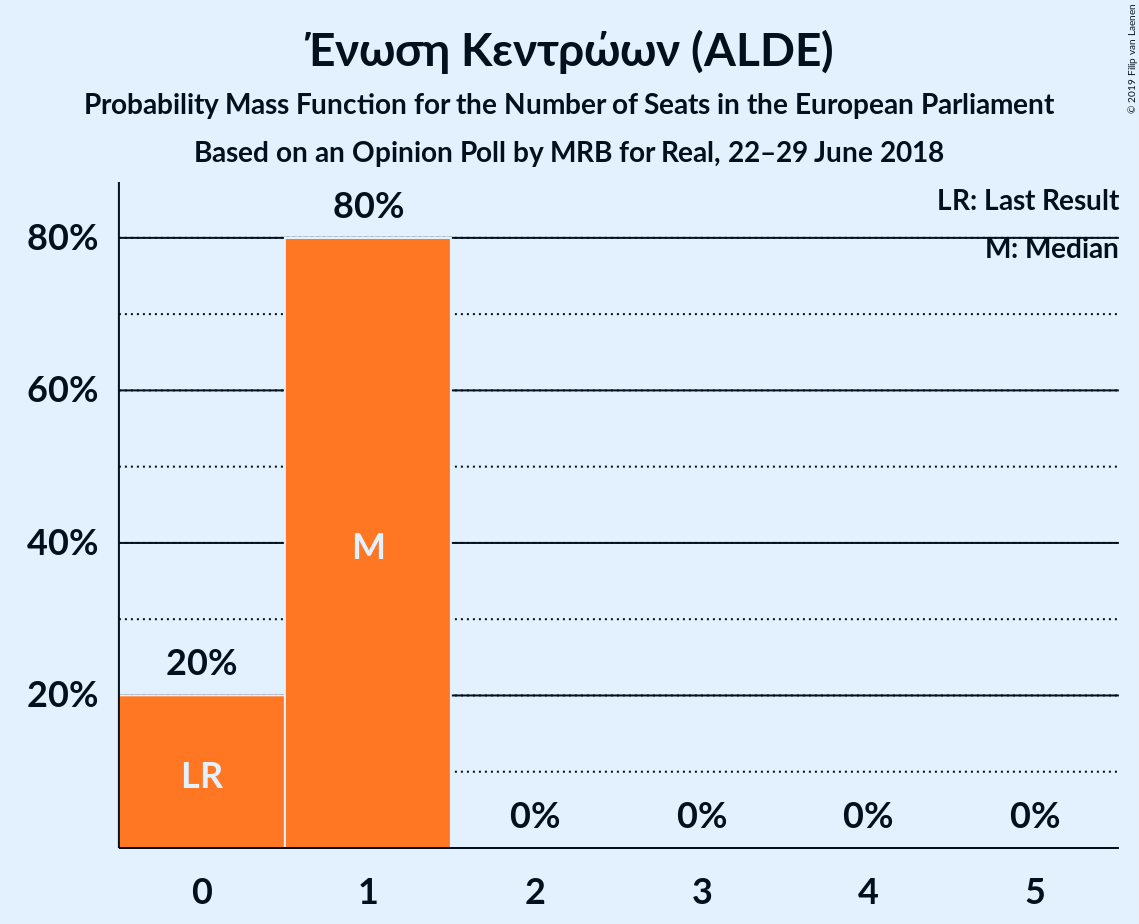 Ένωση Κεντρώων (ALDE)
Probability Mass Function for the Number of Seats in the European Parliament
Based on an Opinion Poll by MRB for Real, 22–29 June 2018
© 2019 Filip van Laenen
LR: Last Result
M: Median
80%
60%
40%
20%
20%
80%
0%
0%
0%
0%
LR
M
0 1 2 3 4 5